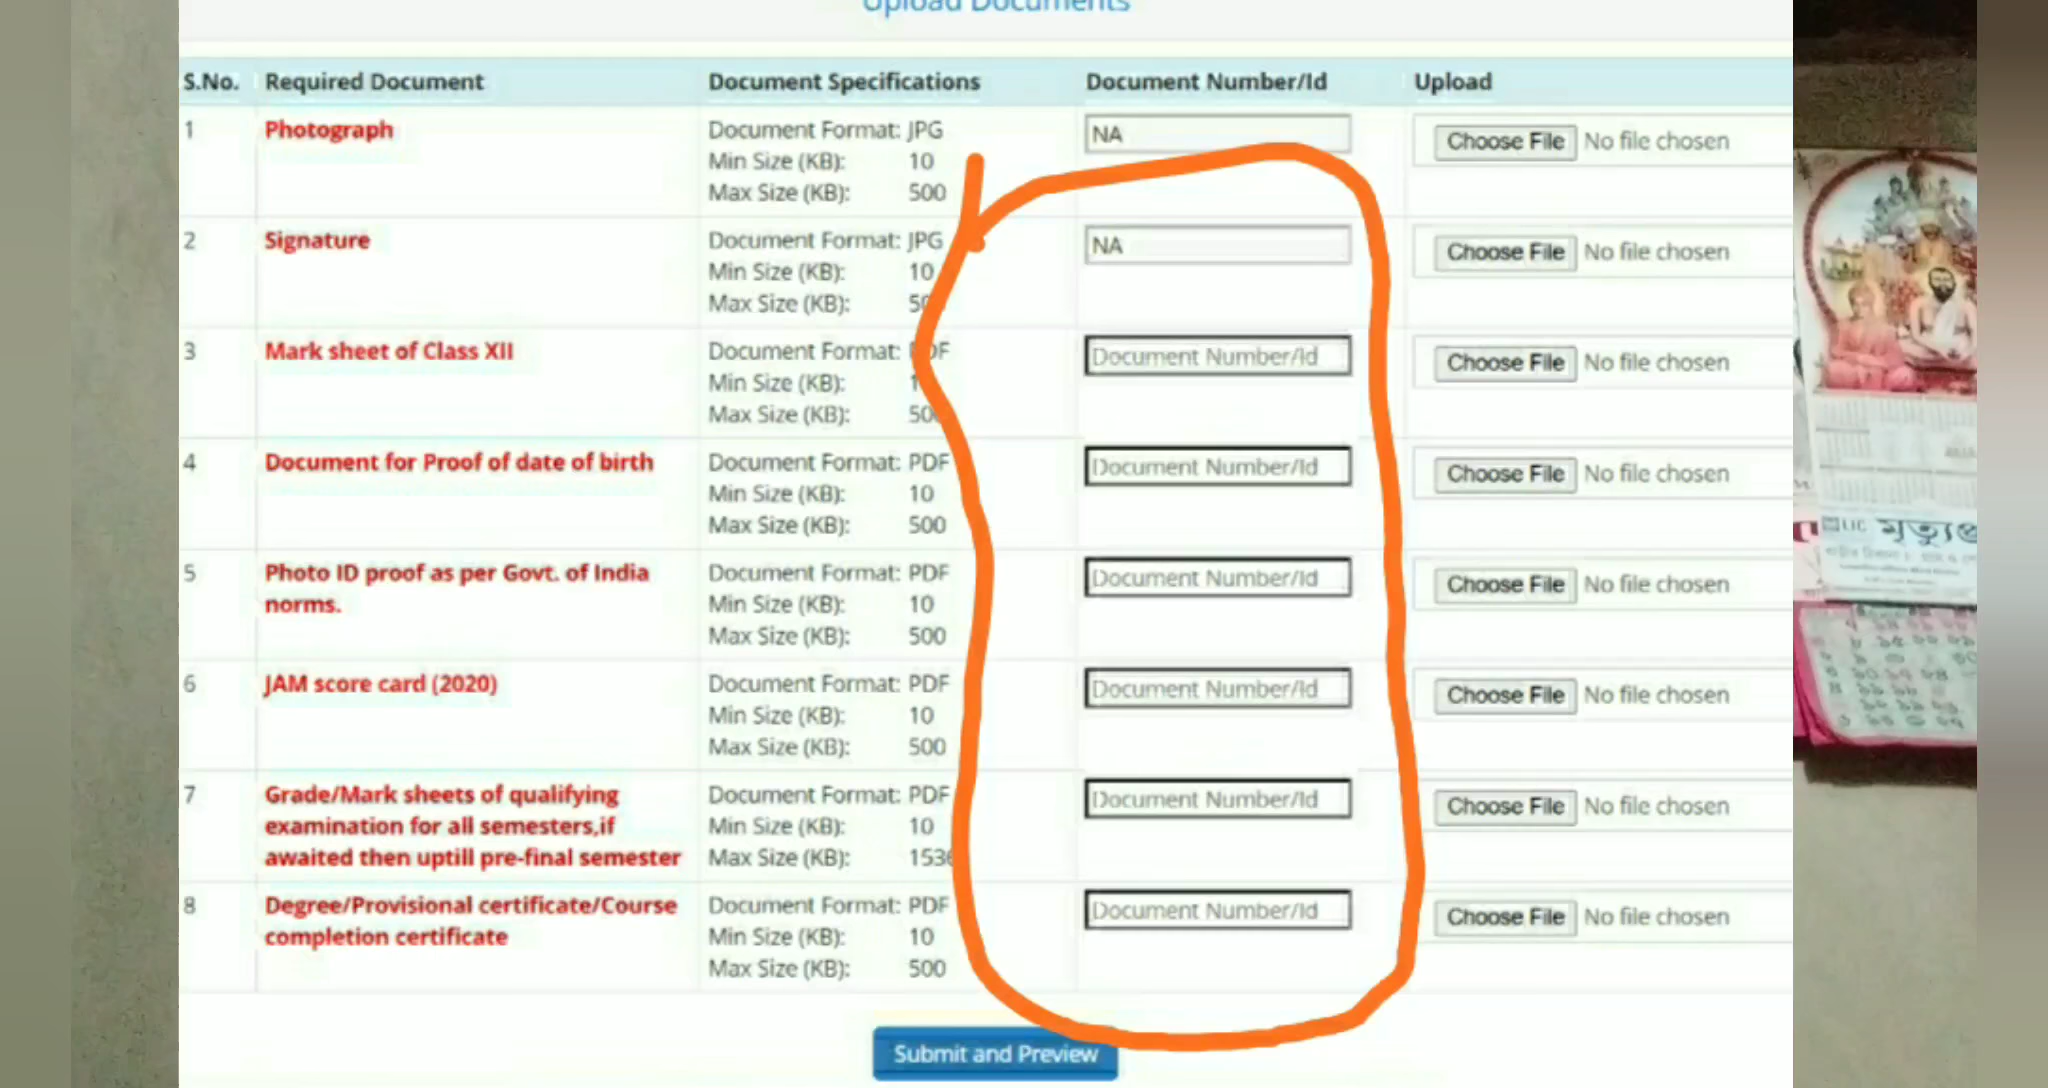 Upload Documents
S.No. Required Document Document Specifications Document Number/Id Upload
1 Photograph Document Format: JPG NA Choose File No file chosen
Min Size (KB): 10
Max Size (KB): 500
2 Signature Document Format: JPG NA Choose File No file chosen
Min Size (KB): 10
Max Size (KB): 50
3 Mark sheet of Class XII Document Format: PDF Document Number/Id Choose File No file chosen
Min Size (KB): 1
Max Size (KB): 500
4 Document for Proof of date of birth Document Format: PDF Document Number/Id Choose File No file chosen
Min Size (KB): 10
Max Size (KB): 500
5 Photo ID proof as per Govt. of India Document Format: PDF Document Number/Id Choose File No file chosen
norms. Min Size (KB): 10
Max Size (KB): 500
6 JAM score card (2020) Document Format: PDF Document Number/Id Choose File No file chosen
Min Size (KB): 10
Max Size (KB): 500
7 Grade/Mark sheets of qualifying Document Format: PDF Document Number/Id Choose File No file chosen
examination for all semesters,if Min Size (KB): 10
awaited then uptill pre-final semester Max Size (KB): 1536
8 Degree/Provisional certificate/Course Document Format: PDF Document Number/Id Choose File No file chosen
completion certificate Min Size (KB): 10
Max Size (KB): 500
Submit and Preview
LIC